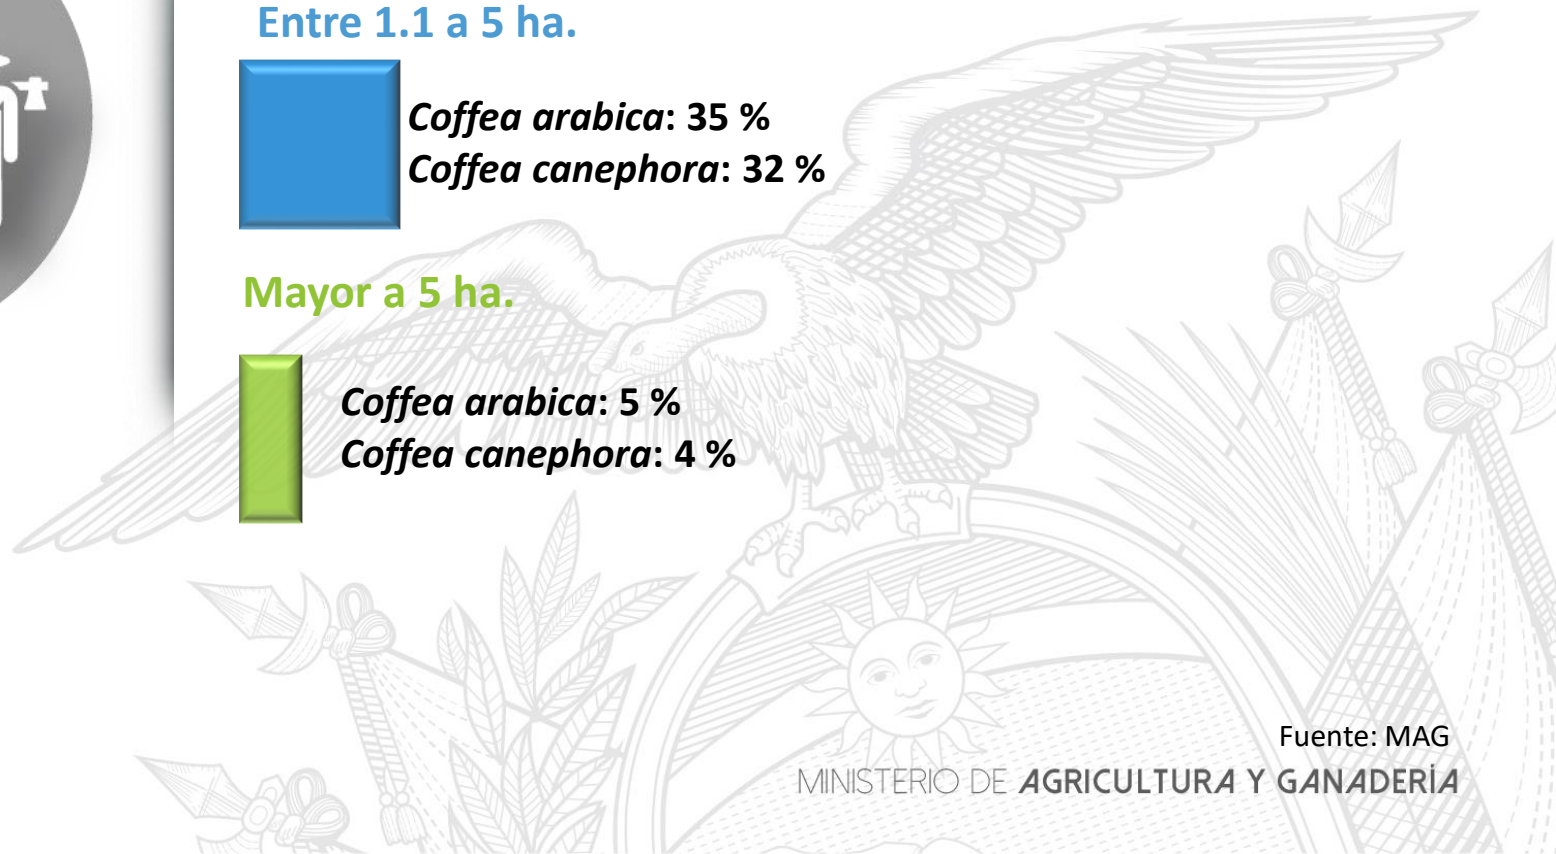 Entre 1.1 a 5 ha.
Coffea arabica: 35 %
Coffea canephora: 32 %
Mayor a 5 ha.
Coffea arabica: 5 %
Coffea canephora: 4 %
Fuente: MAG
MINISTERIO DE AGRICULTURA Y GANADERÍA